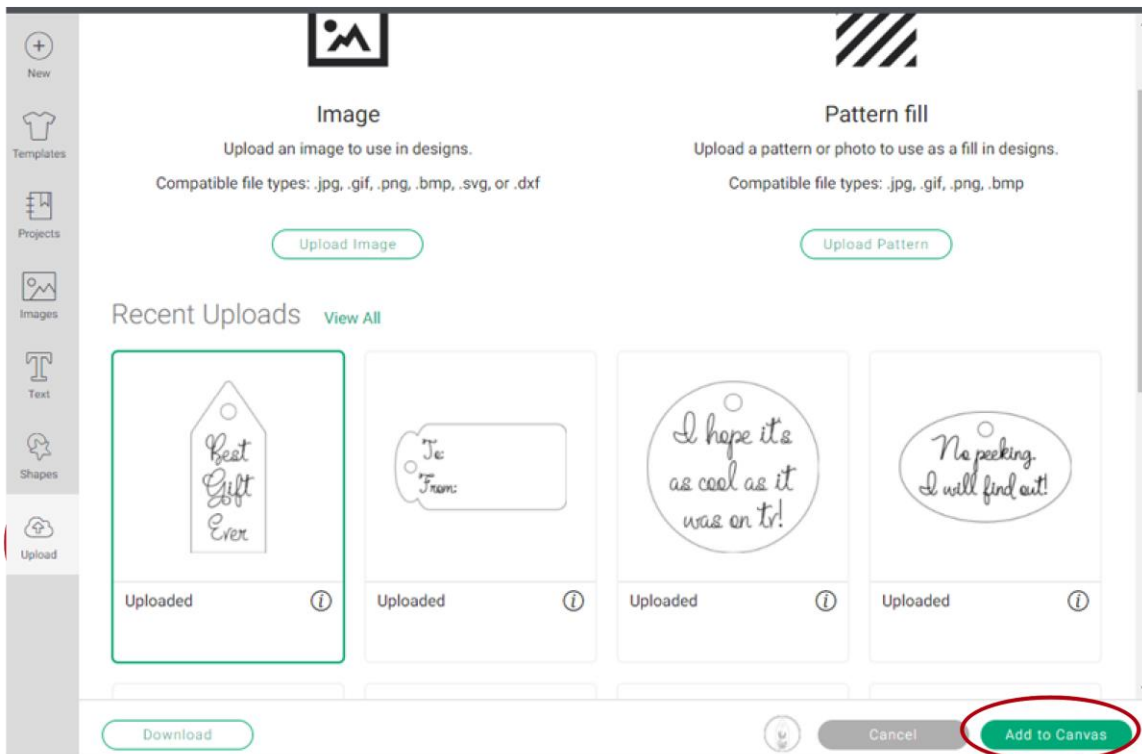 New
Templates
Projects
Images
Text
Shapes
Upload
Image
Upload an image to use in designs.
Compatible file types: .jpg, .gif, .png, .bmp, .svg, or .dxf
Upload Image
Pattern fill
Upload a pattern or photo to use as a fill in designs.
Compatible file types: .jpg, .gif, .png, .bmp
Upload Pattern
Recent Uploads View All
Best
Gift
Ever
Uploaded
To:
From:
Uploaded
I hope it's
as cool as it
was on tv!
Uploaded
No peeking.
I will find out!
Uploaded
Download
Cancel
Add to Canvas